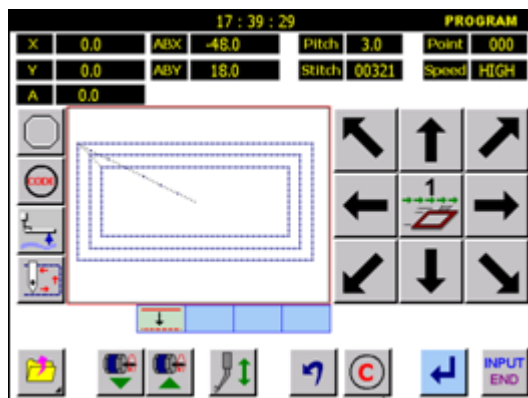 17 : 39 : 29 PROGRAM
X 0.0 ABX -48.0 Pitch 3.0 Point 000
Y 0.0 ABY 18.0 Stitch 00321 Speed HIGH
A 0.0
CODE
1
C
INPUT
END